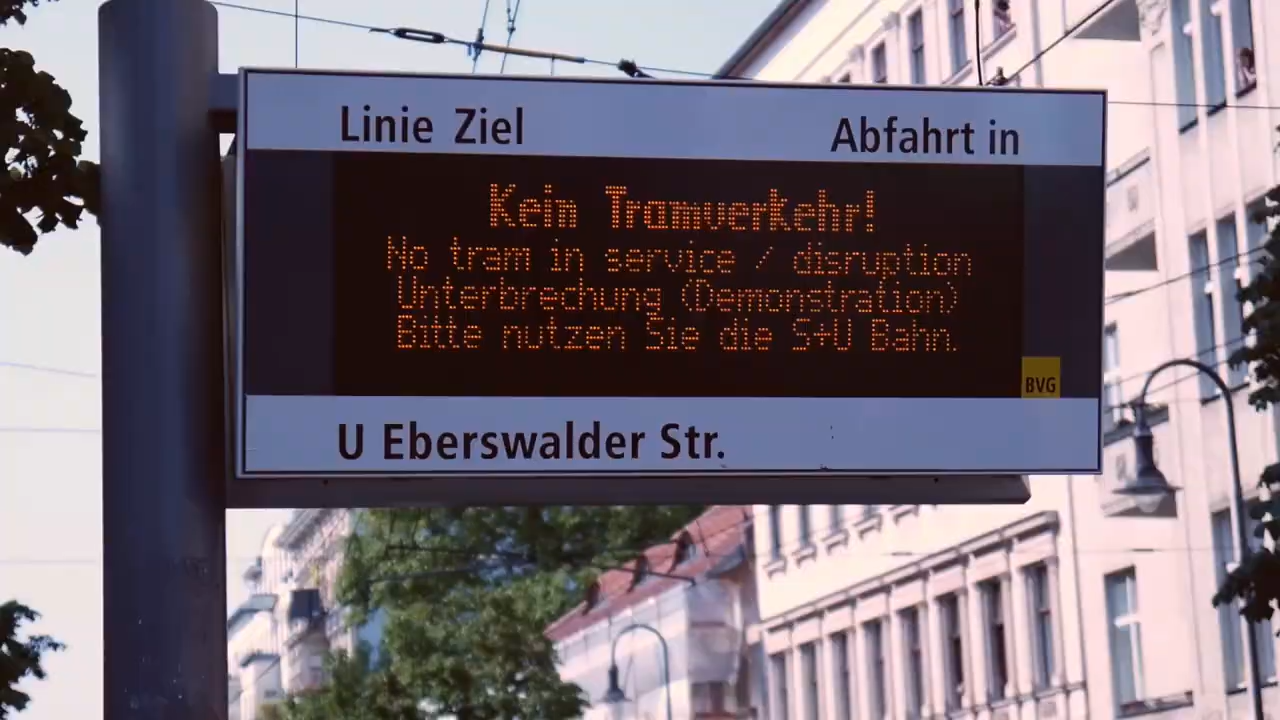 Linie Ziel Abfahrt in
Kein Tramverkehr!
No tram in service / disruption
Unterbrechung (Demonstration)
Bitte nutzen Sie die S+U Bahn.
BVG
U Eberswalder Str.